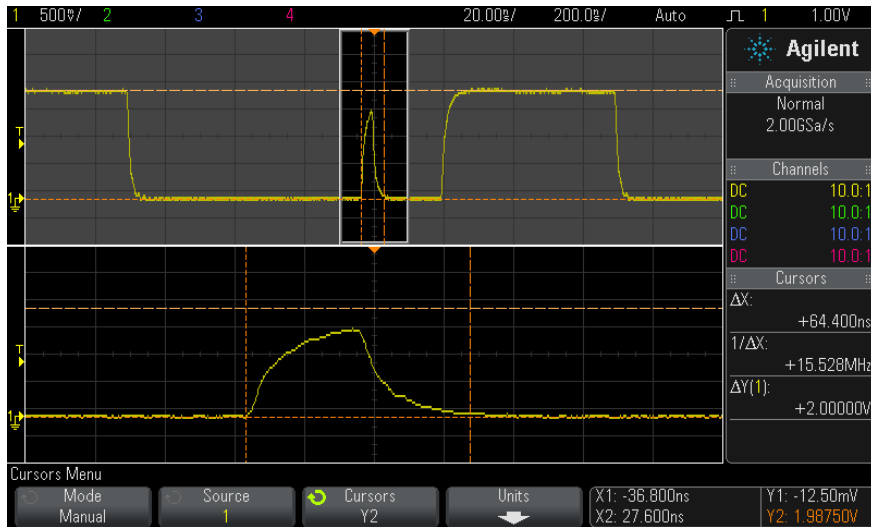 1 500㎷/ 2 3 4 20.00㎱/ 200.0㎱/ Auto 1 1.00V
Agilent
Acquisition
Normal
2.00GSa/s
Channels
DC 10.0:1
DC 10.0:1
DC 10.0:1
DC 10.0:1
Cursors
ΔX:
+64.400ns
1/ΔX:
+15.528MHz
ΔY(1):
+2.00000V
T
1
T
1
Cursors Menu
Mode
Manual
Source
1
Cursors
Y2
Units
X1: -36.800ns
X2: 27.600ns
Y1: -12.50mV
Y2: 1.98750V